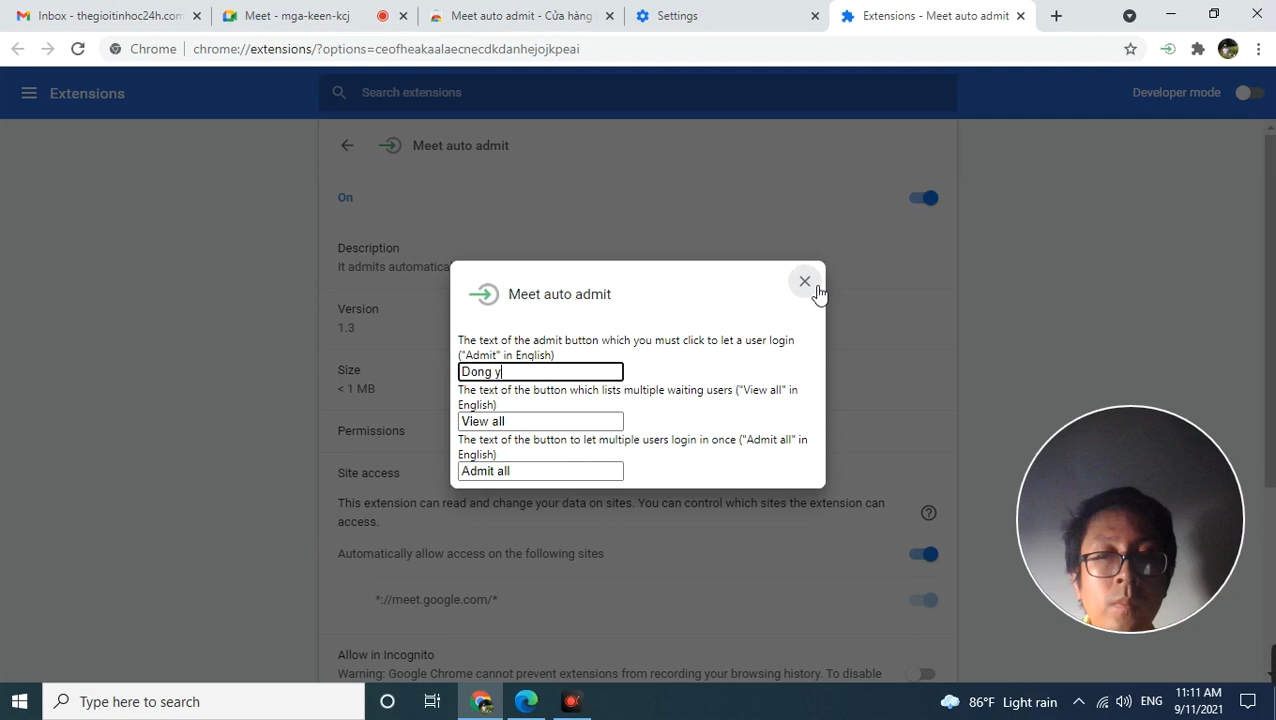 Inbox - thegioitinhoc24h.com
Meet - mga-keen-kcj
Meet auto admit - Cửa hàng
Settings
Extensions - Meet auto admit
Chrome
chrome://extensions/?options=ceofheakaalaecnecdkdanhejojkpeai
Extensions
Search extensions
Developer mode
Meet auto admit
On
Description
It admits automatica
Version
1.3
Size
< 1 MB
Permissions
Site access
This extension can read and change your data on sites. You can control which sites the extension can
access.
Automatically allow access on the following sites
*://meet.google.com/*
Allow in Incognito
Warning: Google Chrome cannot prevent extensions from recording your browsing history. To disable
Meet auto admit
The text of the admit button which you must click to let a user login
("Admit" in English)
Dong y
The text of the button which lists multiple waiting users ("View all" in
English)
View all
The text of the button to let multiple users login in once ("Admit all" in
English)
Admit all
Type here to search
86°F Light rain
ENG
11:11 AM
9/11/2021